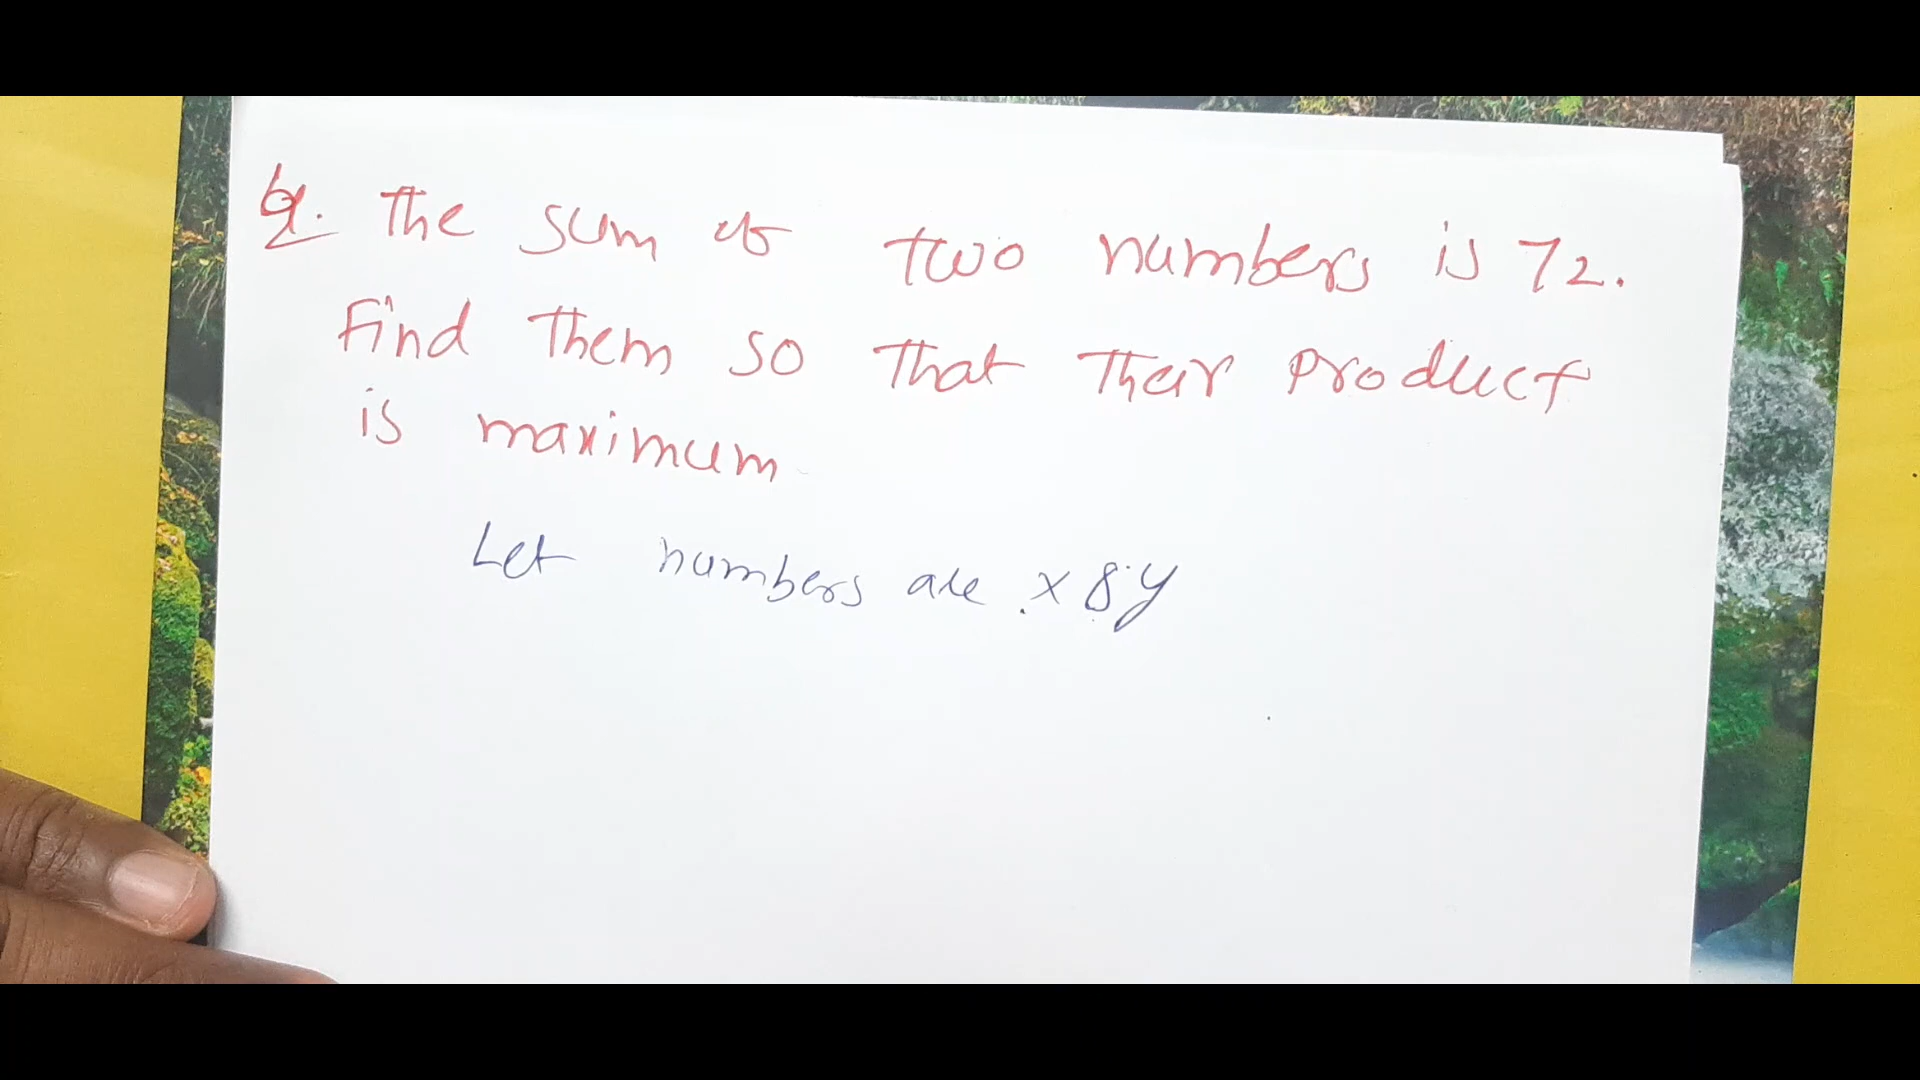 Q. The sum of two numbers is 72.
Find them so that their product
is maximum
Let numbers are x & y